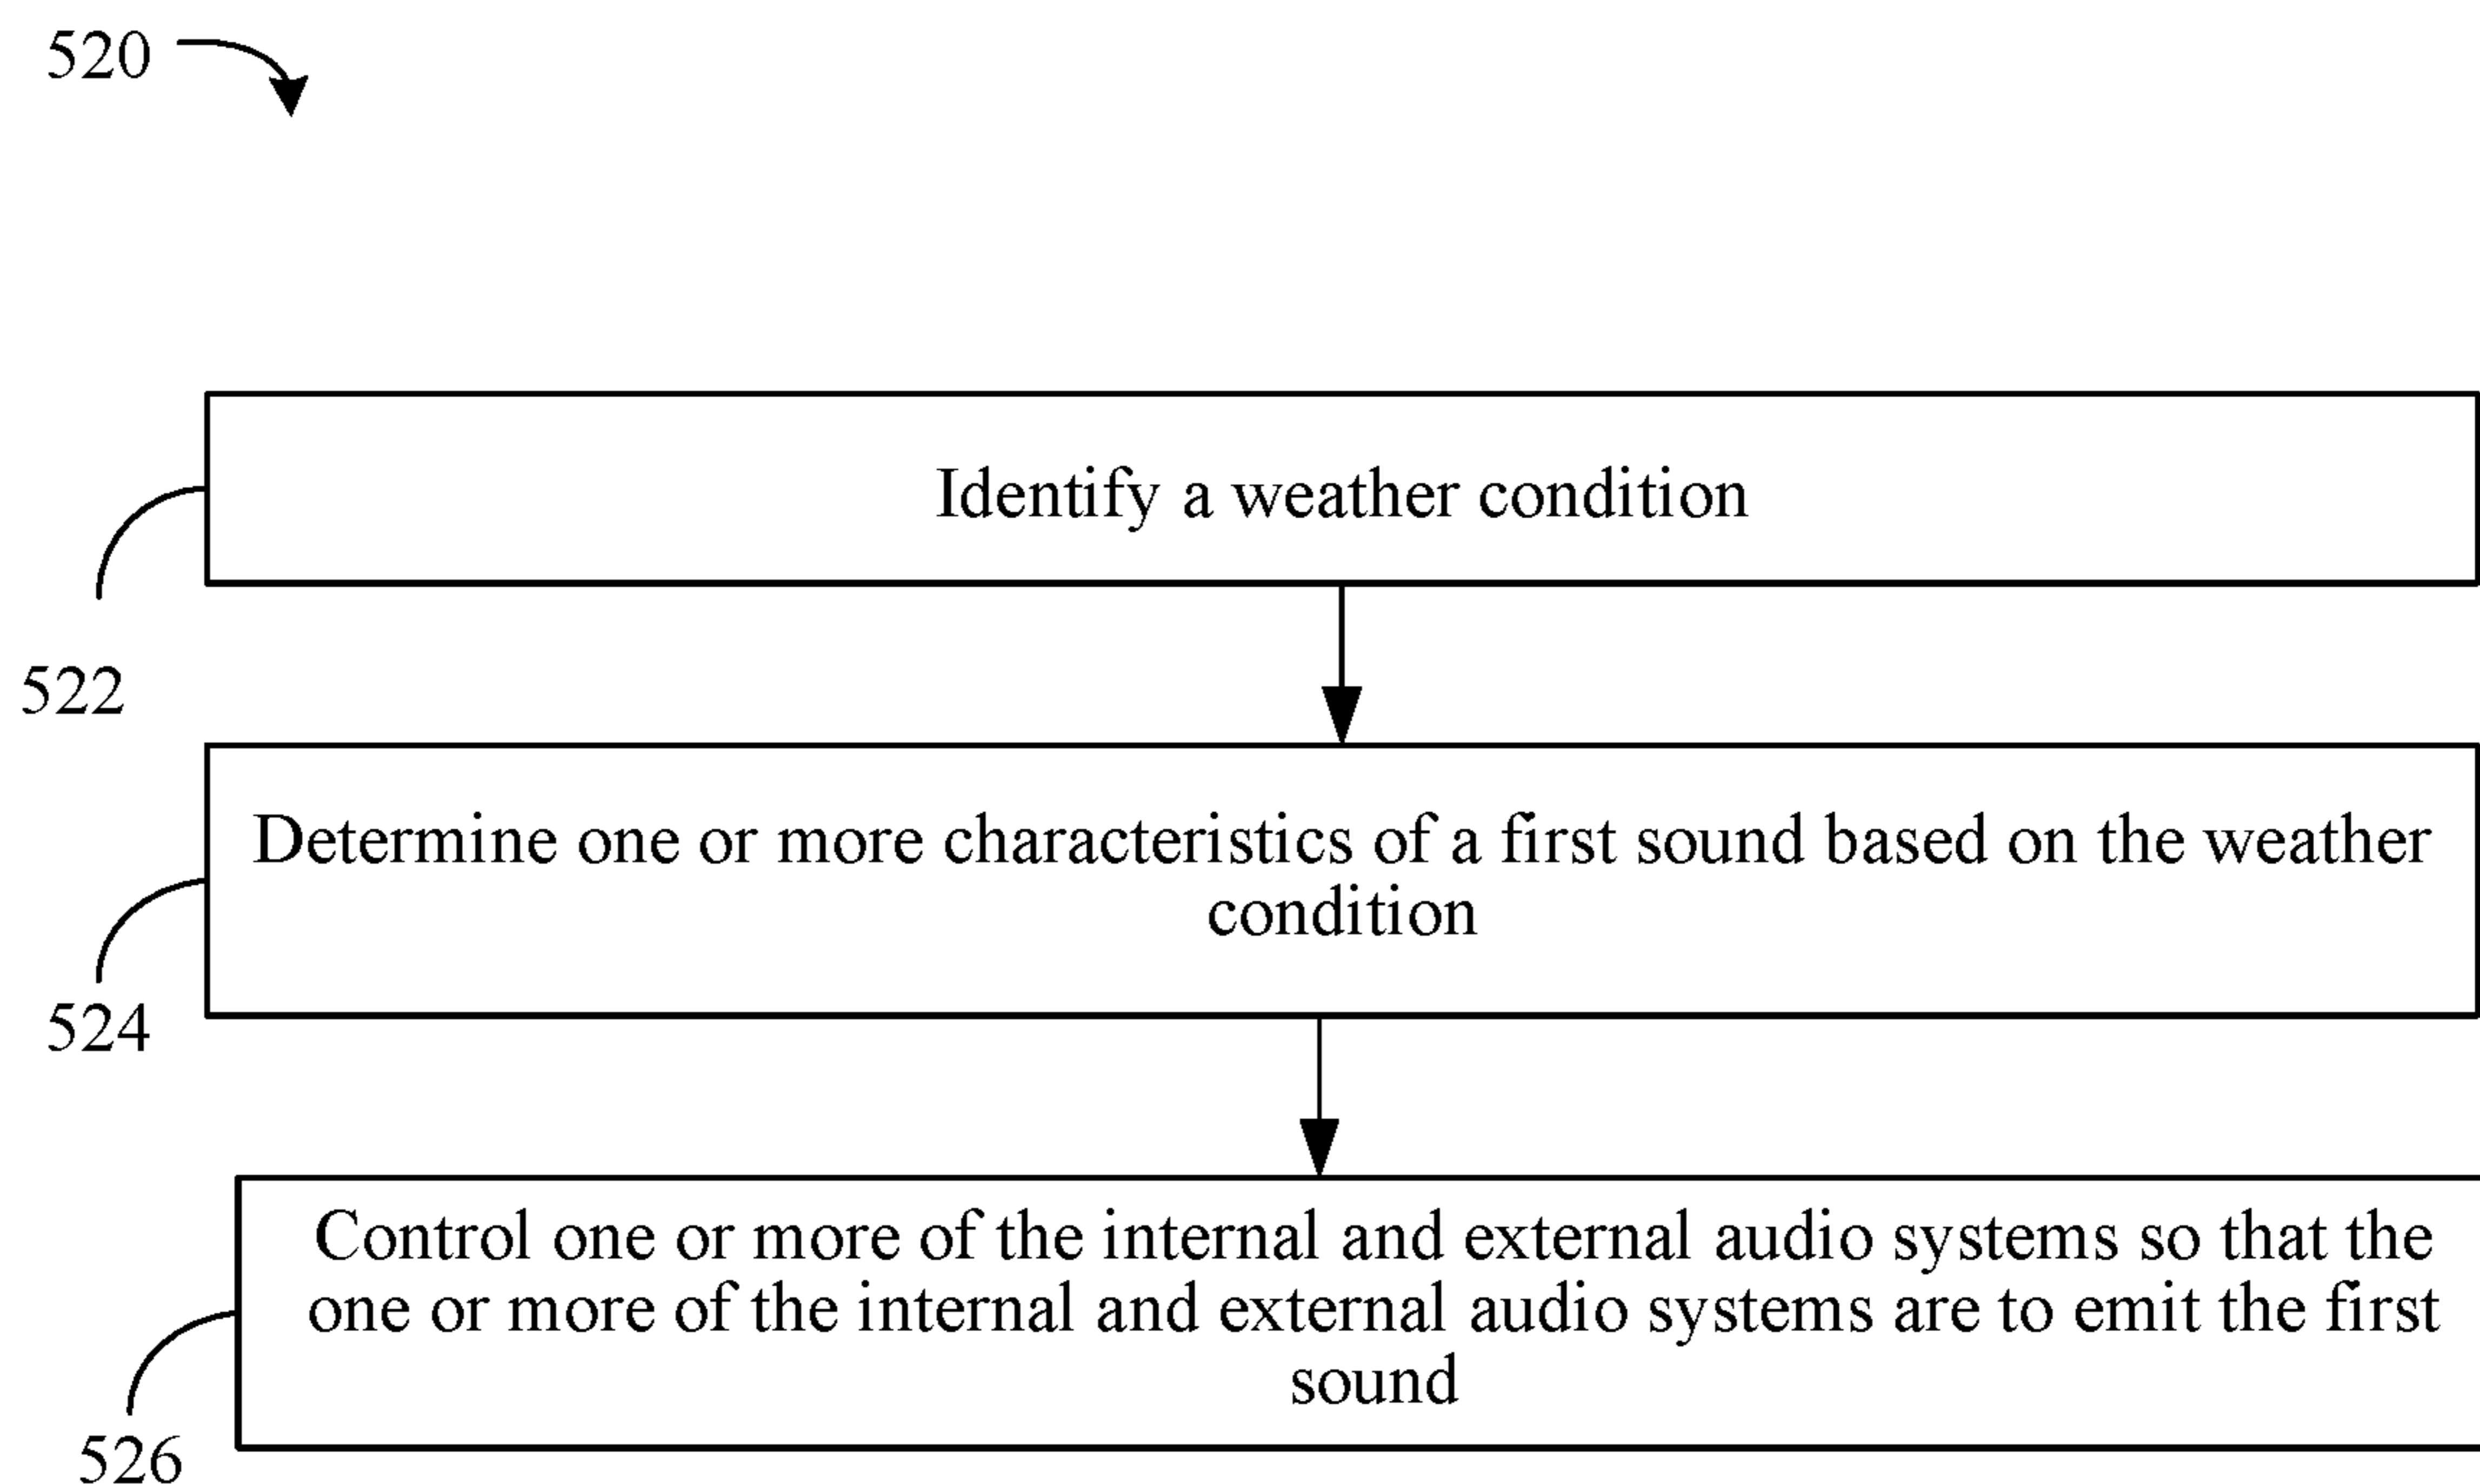 520
Identify a weather condition
522
Determine one or more characteristics of a first sound based on the weather
condition
524
Control one or more of the internal and external audio systems so that the
one or more of the internal and external audio systems are to emit the first
sound
526